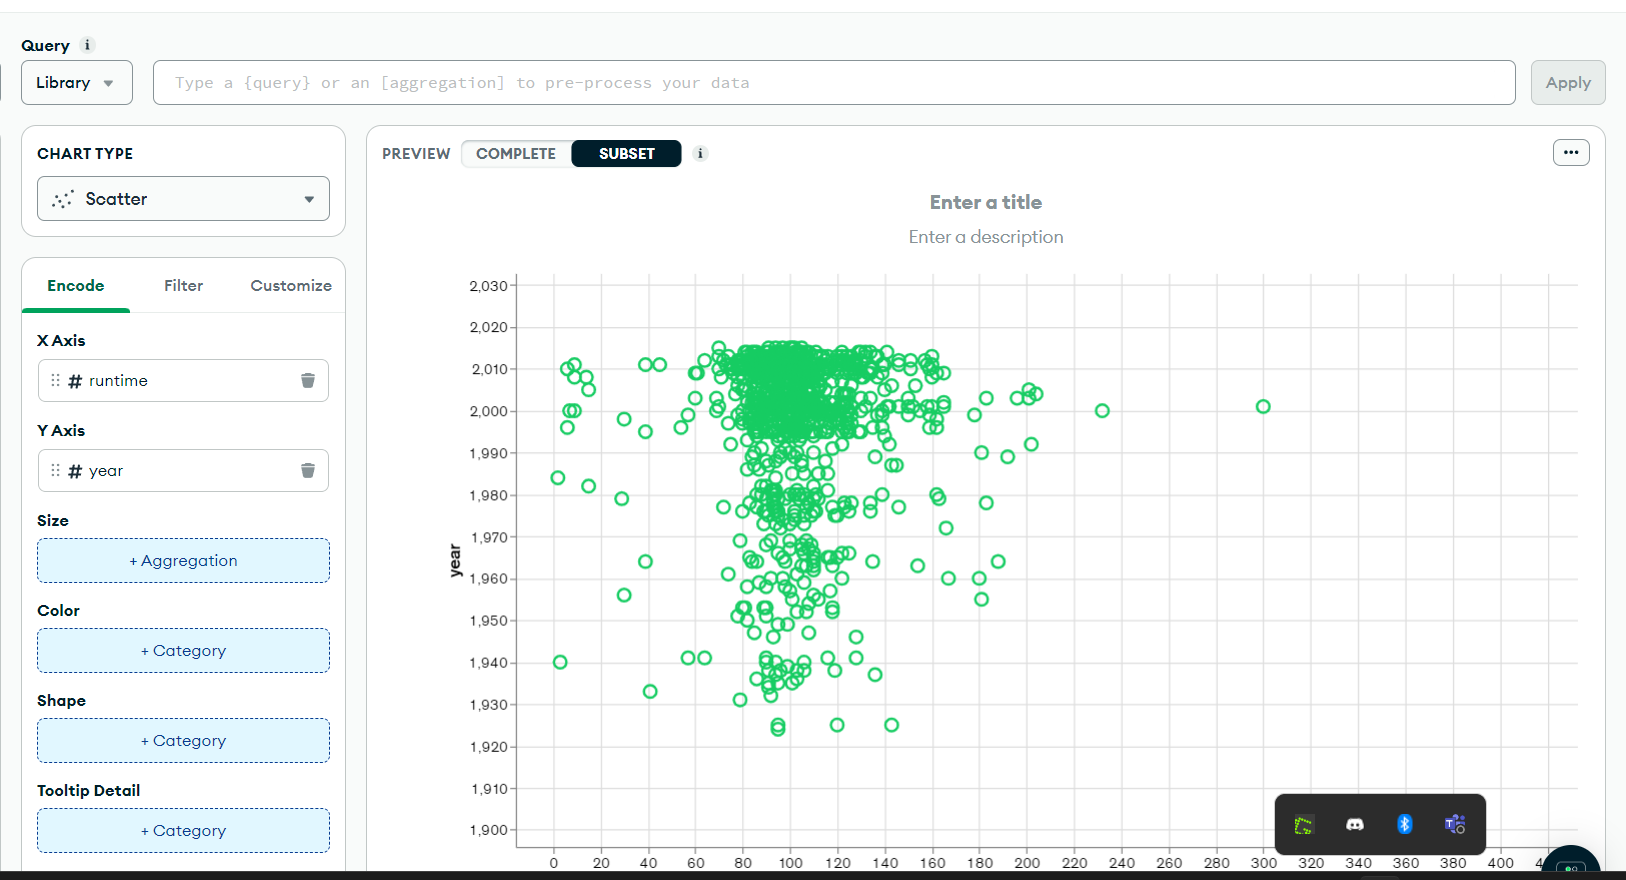 Query i
Library
Type a {query} or an [aggregation] to pre-process your data
Apply
CHART TYPE
Scatter
Encode Filter Customize
X Axis
# runtime
Y Axis
# year
Size
+ Aggregation
Color
+ Category
Shape
+ Category
Tooltip Detail
+ Category
PREVIEW COMPLETE SUBSET i
Enter a title
Enter a description
2,030
2,020
2,010
2,000
1,990
1,980
1,970
1,960
1,950
1,940
1,930
1,920
1,910
1,900
year
0 20 40 60 80 100 120 140 160 180 200 220 240 260 280 300 320 340 360 380 400